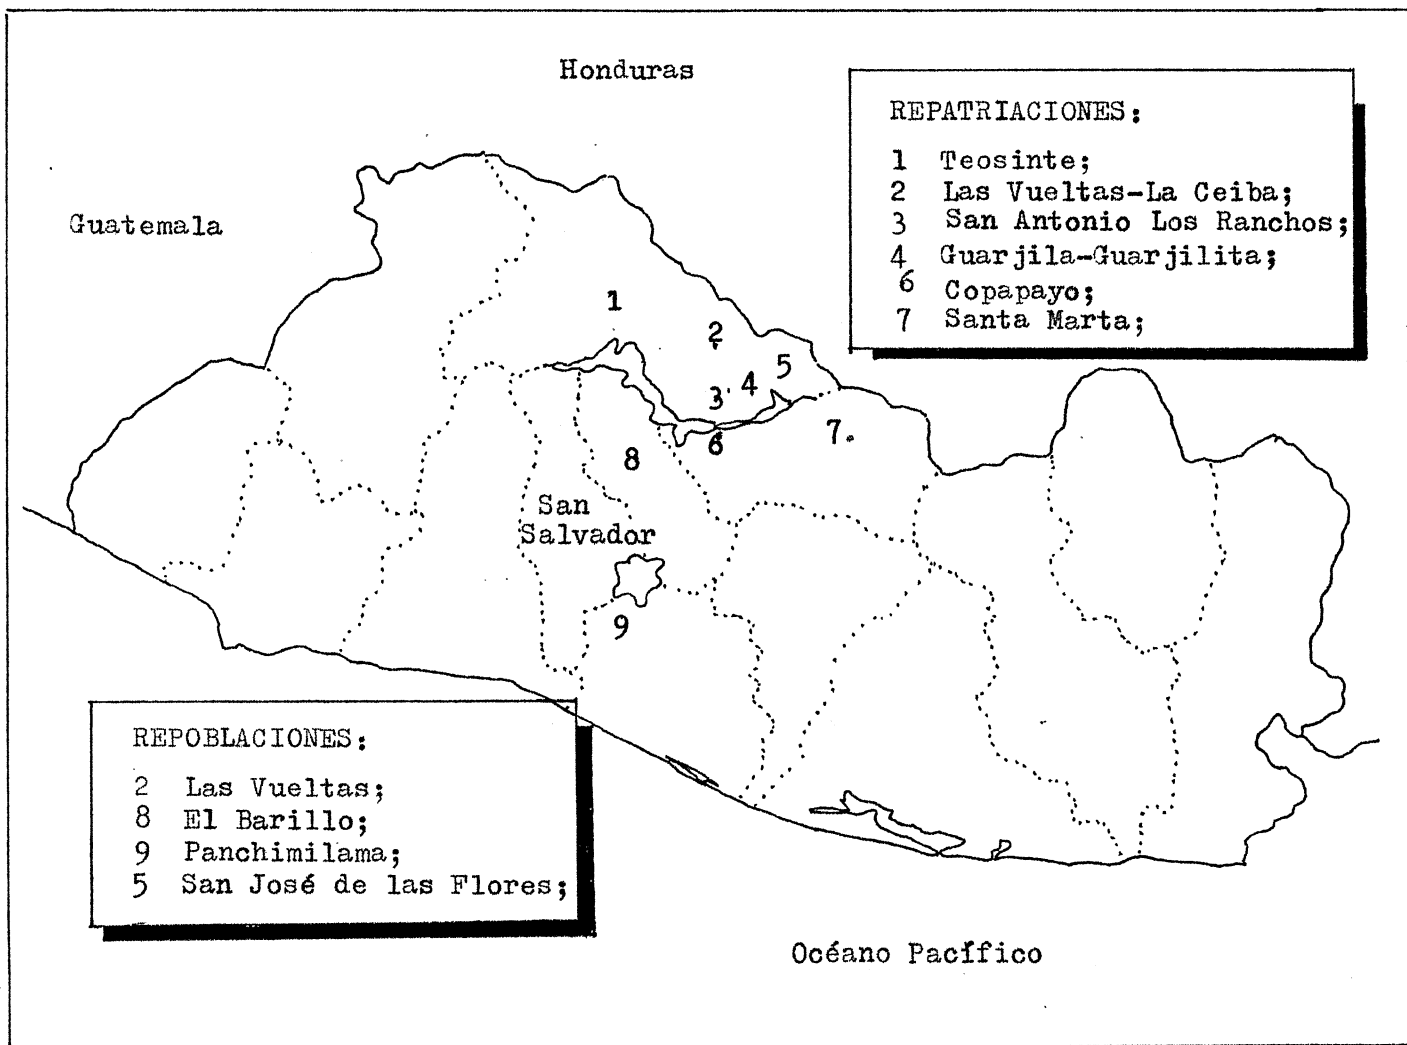 Honduras
Guatemala
REPATRIACIONES:
1 Teosinte;
2 Las Vueltas-La Ceiba;
3 San Antonio Los Ranchos;
4 Guarjila-Guarjilita;
6 Copapayo;
7 Santa Marta;
1
2
5
4
3
6
7
8
San
Salvador
9
REPOBLACIONES:
2 Las Vueltas;
8 El Barillo;
9 Panchimilama;
5 San José de las Flores;
Océano Pacífico